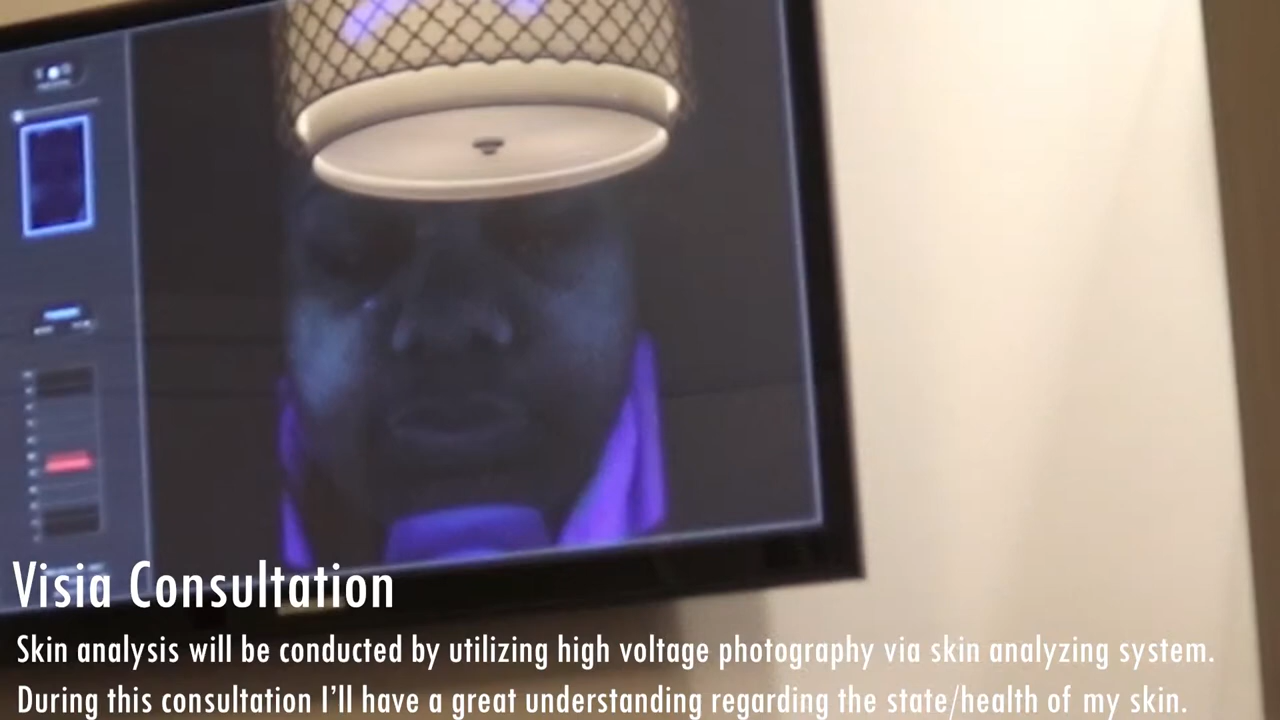 Visia Consultation
Skin analysis will be conducted by utilizing high voltage photography via skin analyzing system.
During this consultation I'll have a great understanding regarding the state/health of my skin.